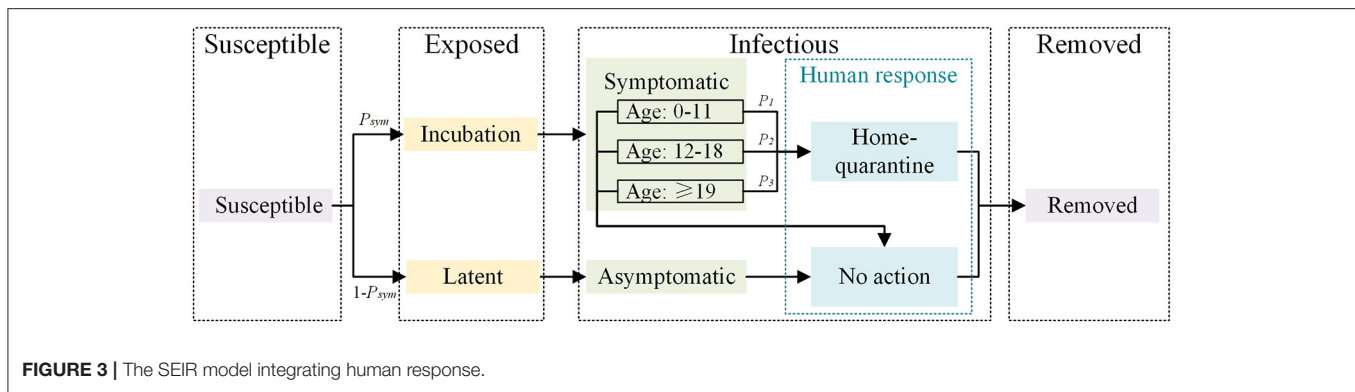 Susceptible
Exposed
Infectious
Removed
Symptomatic
Human response
Age: 0-11
P1
Psym
Incubation
Age: 12-18
P2
Home-
quarantine
Age: ≥19
P3
Susceptible
Removed
1-Psym
Latent
Asymptomatic
No action
FIGURE 3 | The SEIR model integrating human response.